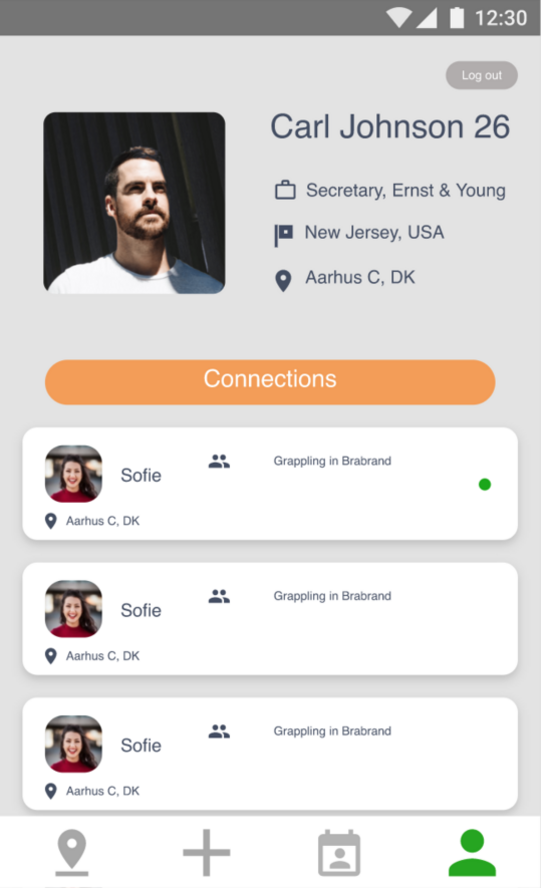 12:30
Log out
Carl Johnson 26
Secretary, Ernst & Young
New Jersey, USA
Aarhus C, DK
Connections
Sofie
Grappling in Brabrand
Aarhus C, DK
Sofie
Grappling in Brabrand
Aarhus C, DK
Sofie
Grappling in Brabrand
Aarhus C, DK